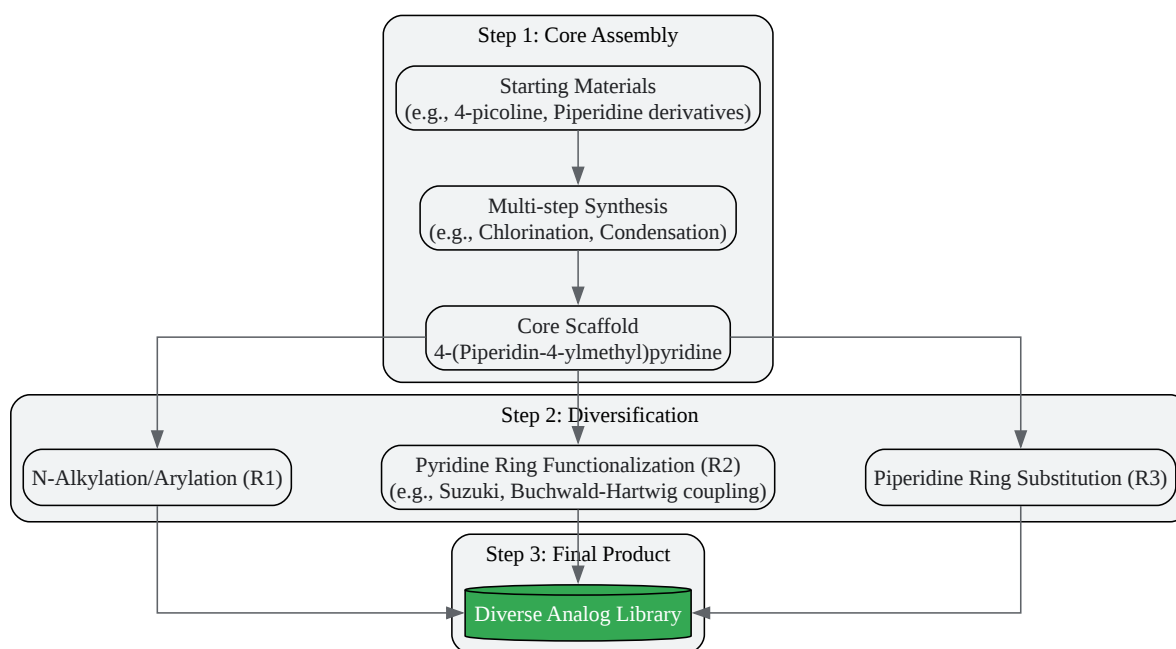 Step 1: Core Assembly
Starting Materials
(e.g., 4-picoline, Piperidine derivatives)
Multi-step Synthesis
(e.g., Chlorination, Condensation)
Core Scaffold
4-(Piperidin-4-ylmethyl)pyridine
Step 2: Diversification
N-Alkylation/Arylation (R1)
Pyridine Ring Functionalization (R2)
(e.g., Suzuki, Buchwald-Hartwig coupling)
Piperidine Ring Substitution (R3)
Step 3: Final Product
Diverse Analog Library